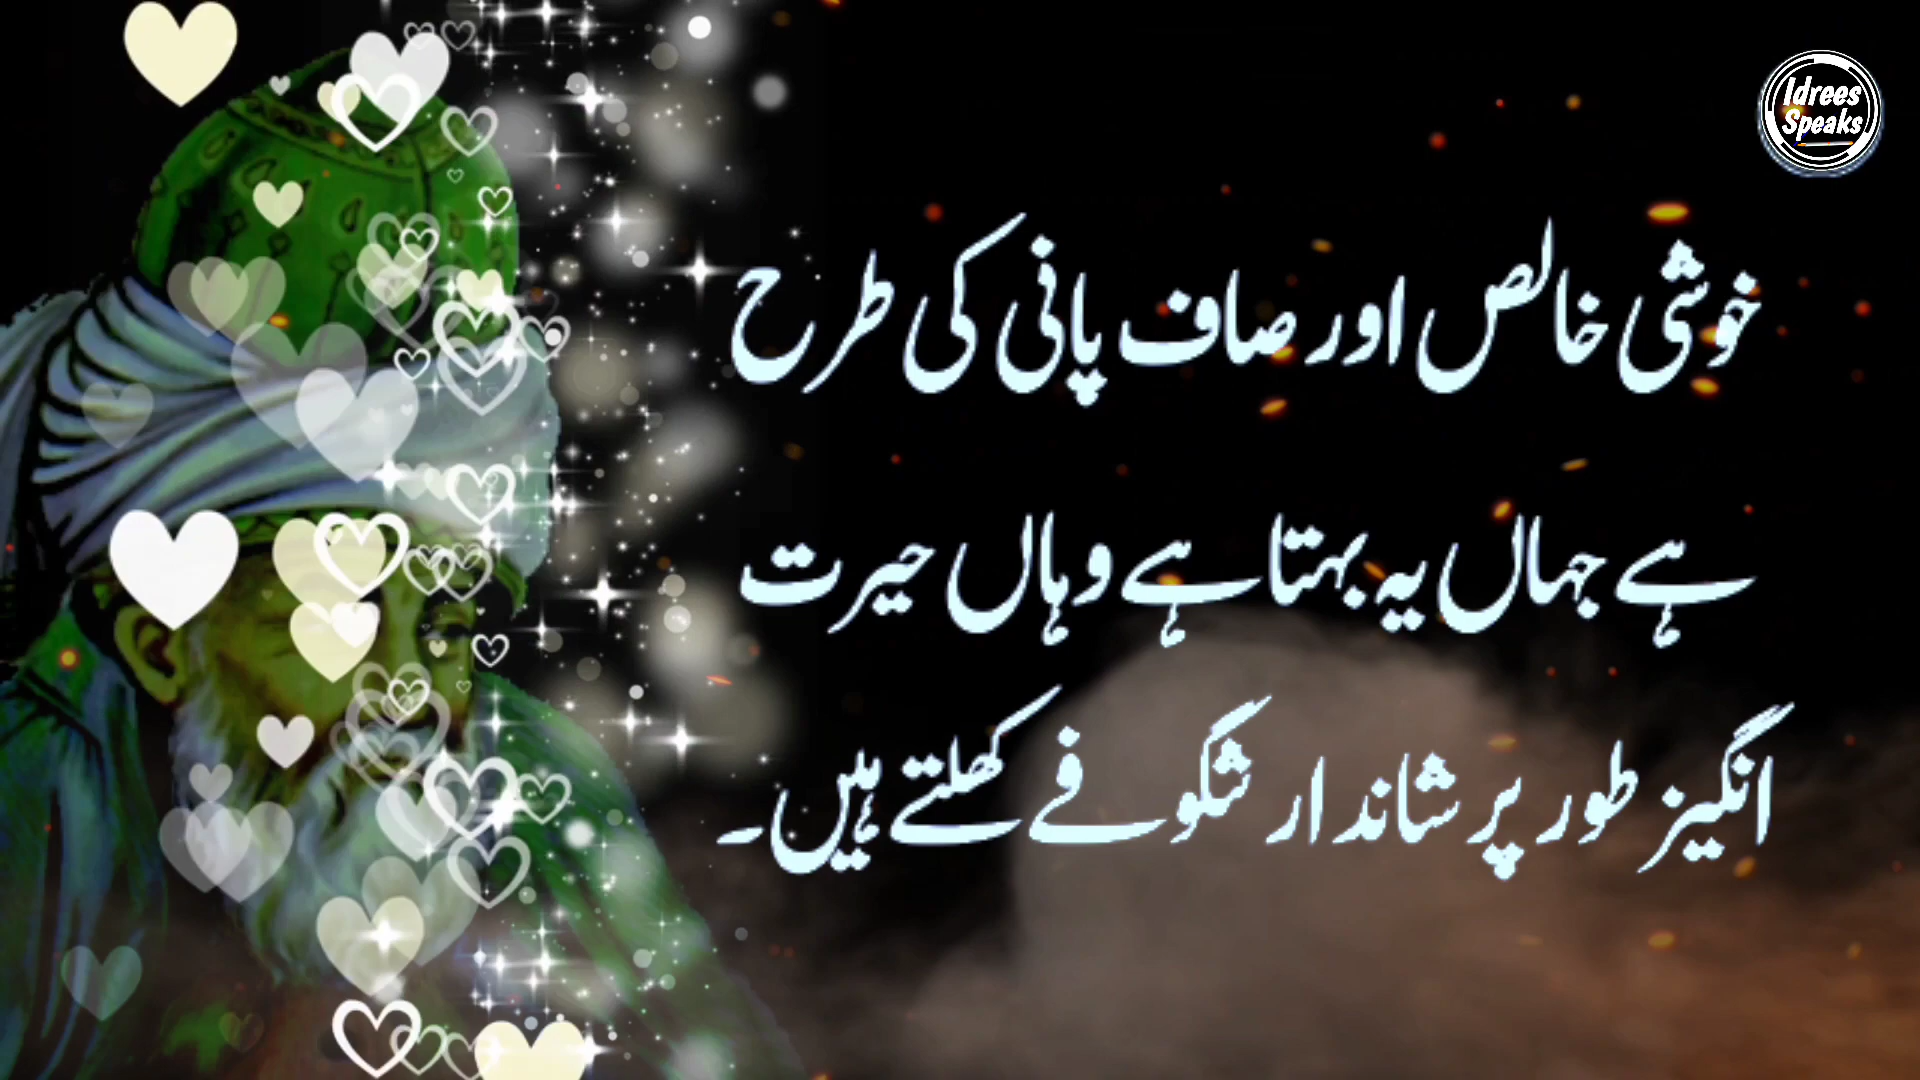 Idrees
Speaks
خوشی خالص اور صاف پانی کی طرح
ہے جہاں یہ بہتا ہے وہاں حیرت
انگیز طور پر شاندار شگوفے کھلتے ہیں۔